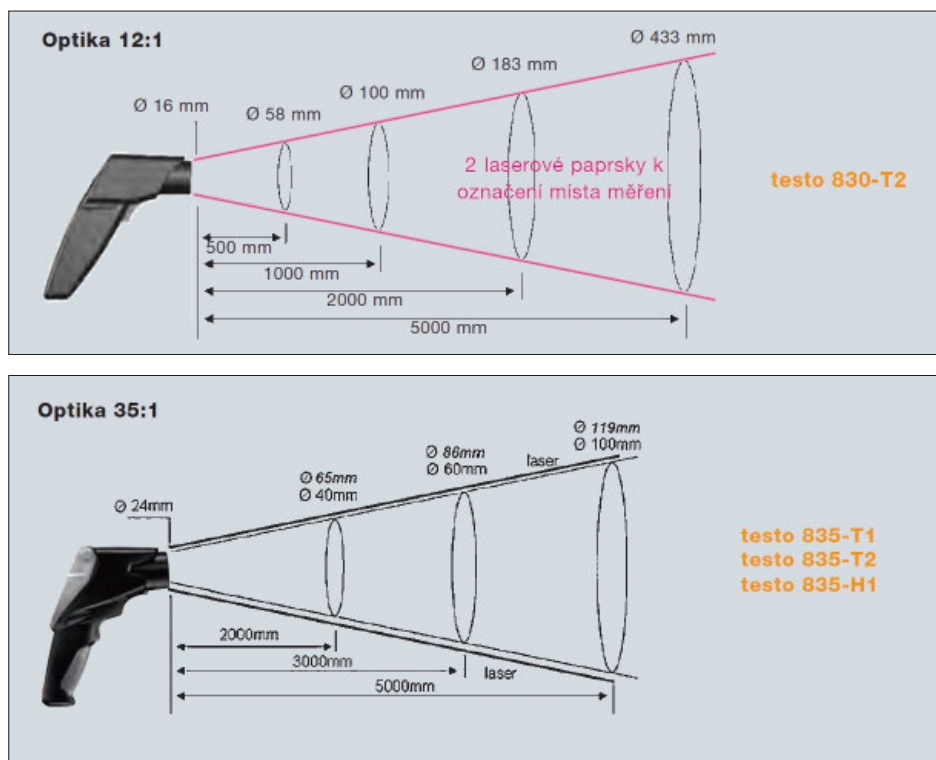 Optika 12:1
Ø 433 mm
Ø 183 mm
Ø 100 mm
Ø 16 mm
Ø 58 mm
2 laserové paprsky k
označení místa měření
testo 830-T2
500 mm
1000 mm
2000 mm
5000 mm
Optika 35:1
Ø 119mm
Ø 100mm
Ø 86mm
Ø 60mm
laser
Ø 65mm
Ø 40mm
Ø 24mm
testo 835-T1
testo 835-T2
testo 835-H1
2000mm
3000mm
laser
5000mm